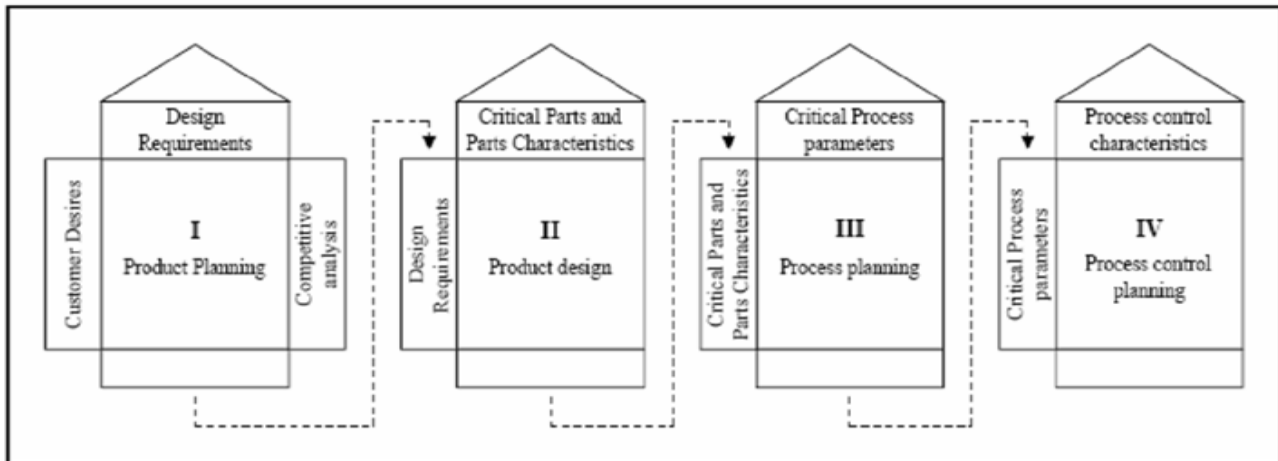 Design
Requirements
Customer Desires
I
Product Planning
Competitive
analysis
Critical Parts and
Parts Characteristics
Design
Requirements
II
Product design
Critical Process
parameters
Critical Parts and
Parts Characteristics
III
Process planning
Process control
characteristics
Critical Process
parameters
IV
Process control
planning